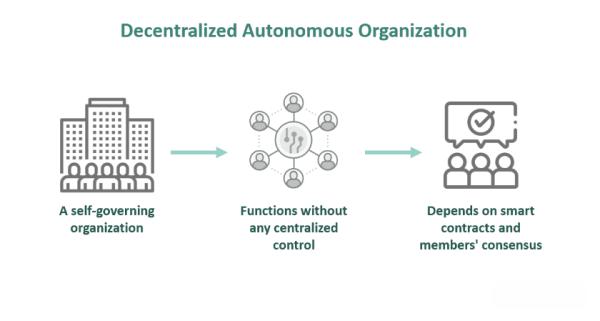 Decentralized Autonomous Organization
A self-governing
organization
Functions without
any centralized
control
Depends on smart
contracts and
members' consensus